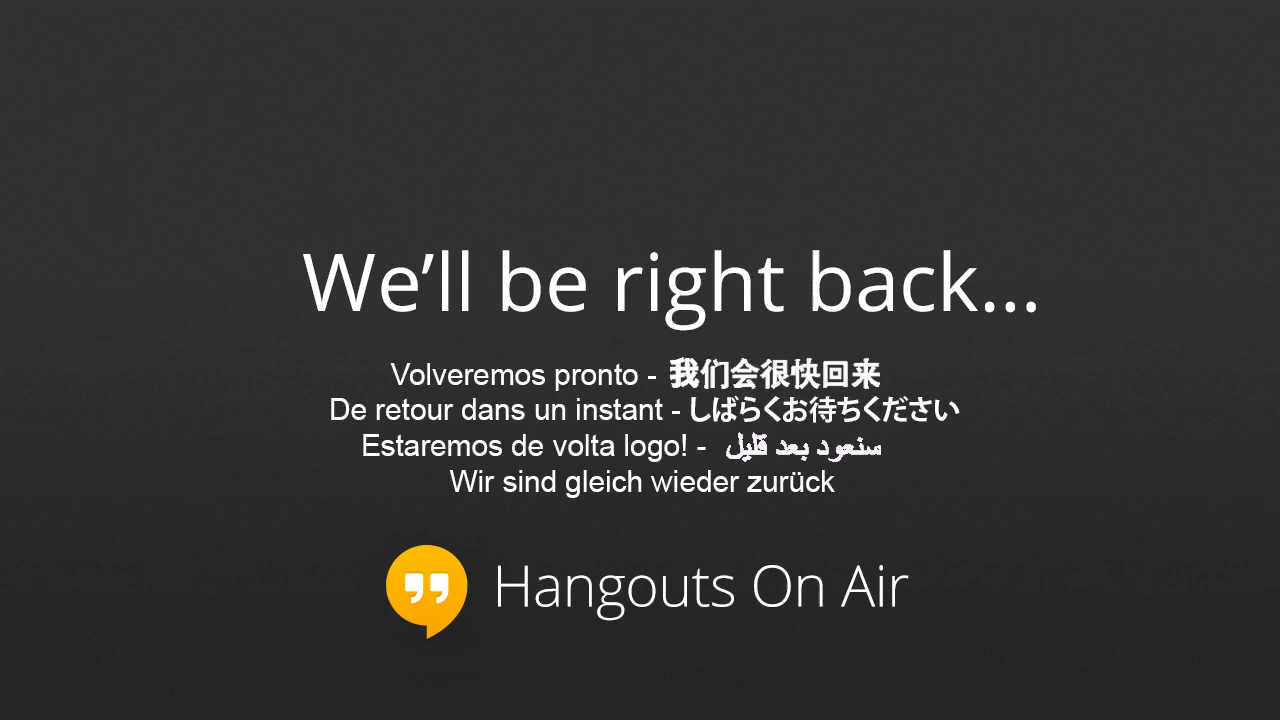 We’ll be right back...
Volveremos pronto - 我们会很快回来
De retour dans un instant - しばらくお待ちください
Estaremos de volta logo! - سنعود بعد قليل
Wir sind gleich wieder zurück
Hangouts On Air